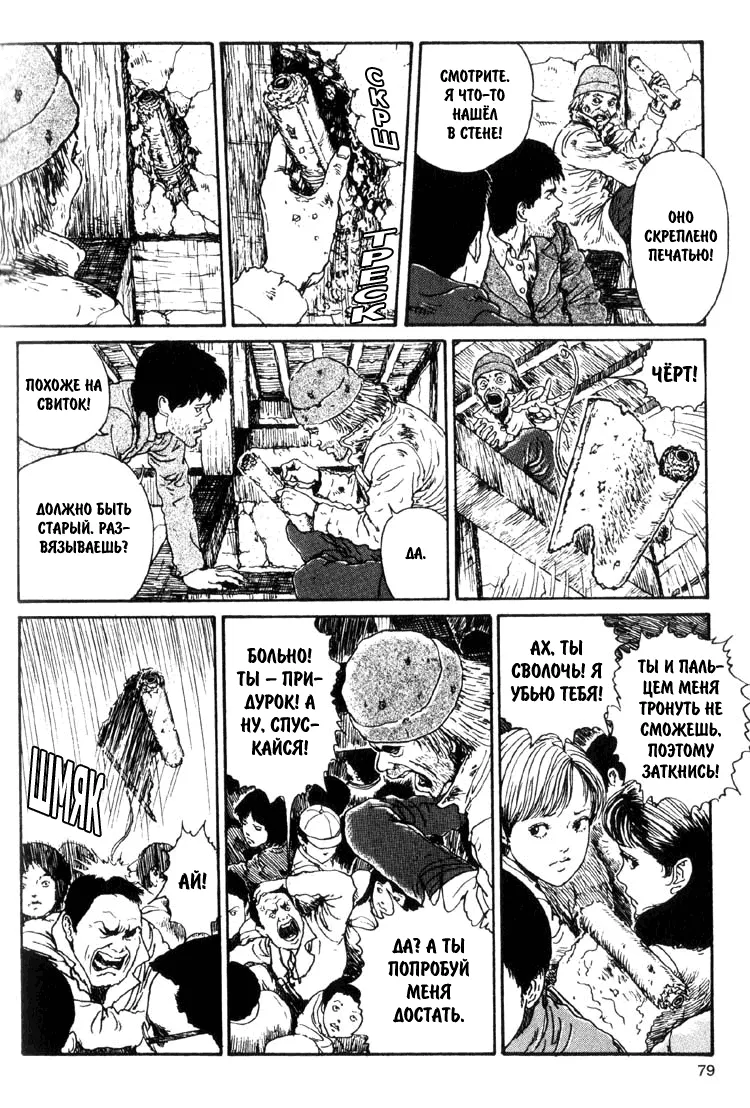 СКРШ
ТРЕСК
СМОТРИТЕ.
Я ЧТО-ТО
НАШЁЛ
В СТЕНЕ!
ОНО
СКРЕПЛЕНО
ПЕЧАТЬЮ!
ПОХОЖЕ НА
СВИТОК!
ДОЛЖНО БЫТЬ
СТАРЫЙ. РАЗ-
ВЯЗЫВАЕШЬ?
ДА.
ЧЁРТ!
ШМЯК
АЙ!
БОЛЬНО!
ТЫ – ПРИ-
ДУРОК! А
НУ, СПУС-
КАЙСЯ!
ДА? А ТЫ
ПОПРОБУЙ
МЕНЯ
ДОСТАТЬ.
АХ, ТЫ
СВОЛОЧЬ! Я
УБЬЮ ТЕБЯ!
ТЫ И ПАЛЬ-
ЦЕМ МЕНЯ
ТРОНУТЬ НЕ
СМОЖЕШЬ,
ПОЭТОМУ
ЗАТКНИСЬ!
79